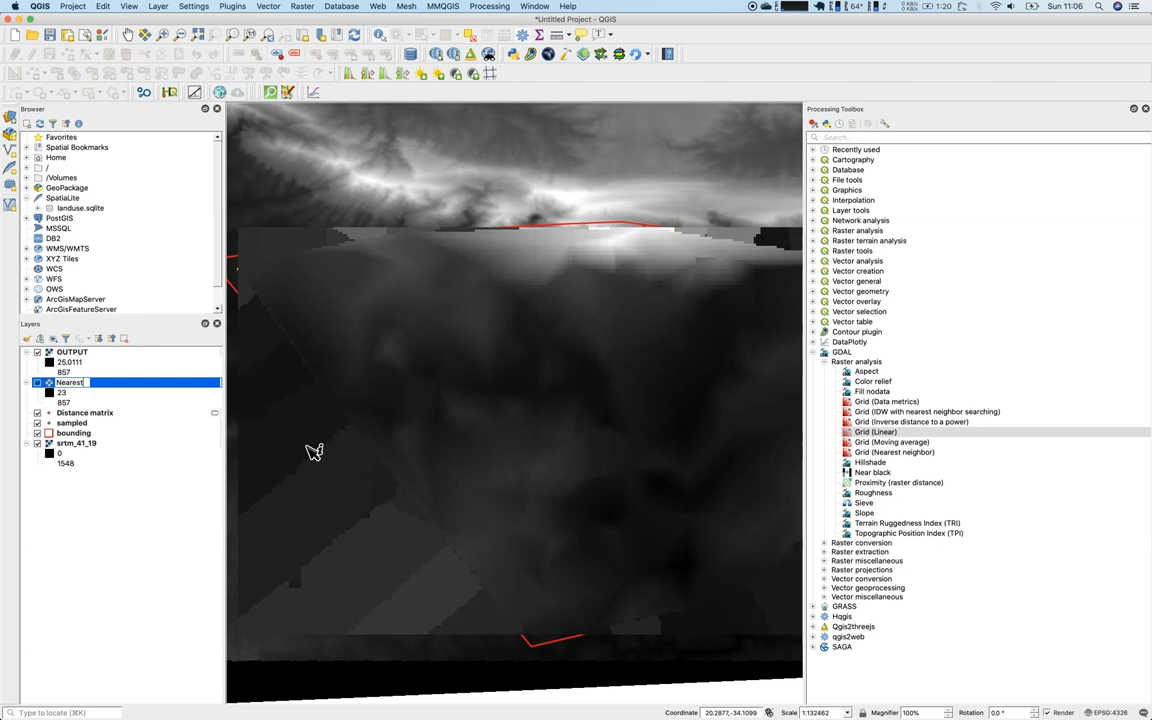 QGIS Project Edit View Layer Settings Plugins Vector Raster Database Web Mesh MMQGIS Processing Window Help
64° 1:20 Sun 11:06
*Untitled Project - QGIS
Browser
Favorites
Spatial Bookmarks
Home
/
/Volumes
GeoPackage
SpatiaLite
landuse.sqlite
PostGIS
MSSQL
DB2
WMS/WMTS
XYZ Tiles
WCS
WFS
OWS
ArcGisMapServer
ArcGisFeatureServer
Layers
OUTPUT
25.0111
857
Nearest
23
857
Distance matrix
sampled
bounding
srtm_41_19
0
1548
Processing Toolbox
Search...
Recently used
Cartography
Database
File tools
Graphics
Interpolation
Layer tools
Network analysis
Raster analysis
Raster terrain analysis
Raster tools
Vector analysis
Vector creation
Vector general
Vector geometry
Vector overlay
Vector selection
Vector table
Contour plugin
DataPlotly
GDAL
Raster analysis
Aspect
Color relief
Fill nodata
Grid (Data metrics)
Grid (IDW with nearest neighbor searching)
Grid (Inverse distance to a power)
Grid (Linear)
Grid (Moving average)
Grid (Nearest neighbor)
Hillshade
Near black
Proximity (raster distance)
Roughness
Sieve
Slope
Terrain Ruggedness Index (TRI)
Topographic Position Index (TPI)
Raster conversion
Raster extraction
Raster miscellaneous
Raster projections
Vector conversion
Vector geoprocessing
Vector miscellaneous
GRASS
Hqgis
Qgis2threejs
qgis2web
SAGA
Type to locate (⌘K)
Coordinate 20.2877,-34.1099 Scale 1:132462 Magnifier 100% Rotation 0.0 ° Render EPSG:4326